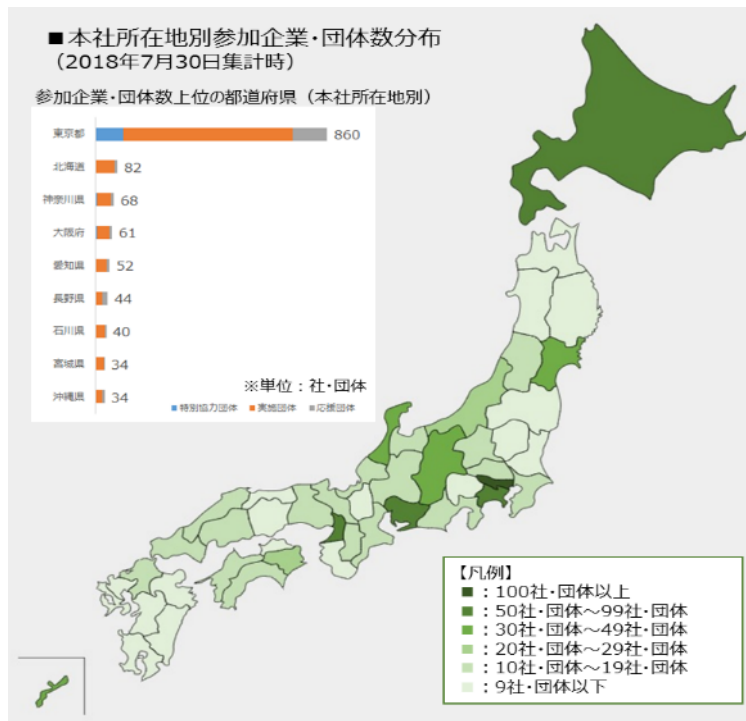 ■本社所在地別参加企業・団体数分布
（2018年7月30日集計時）
参加企業・団体数上位の都道府県（本社所在地別）
東京都 860
北海道 82
神奈川県 68
大阪府 61
愛知県 52
長野県 44
石川県 40
宮城県 34
沖縄県 34
※単位：社・団体
■特別協力団体 ■実施団体 ■応援団体
【凡例】
■：100社・団体以上
■：50社・団体～99社・団体
■：30社・団体～49社・団体
■：20社・団体～29社・団体
■：10社・団体～19社・団体
■：9社・団体以下